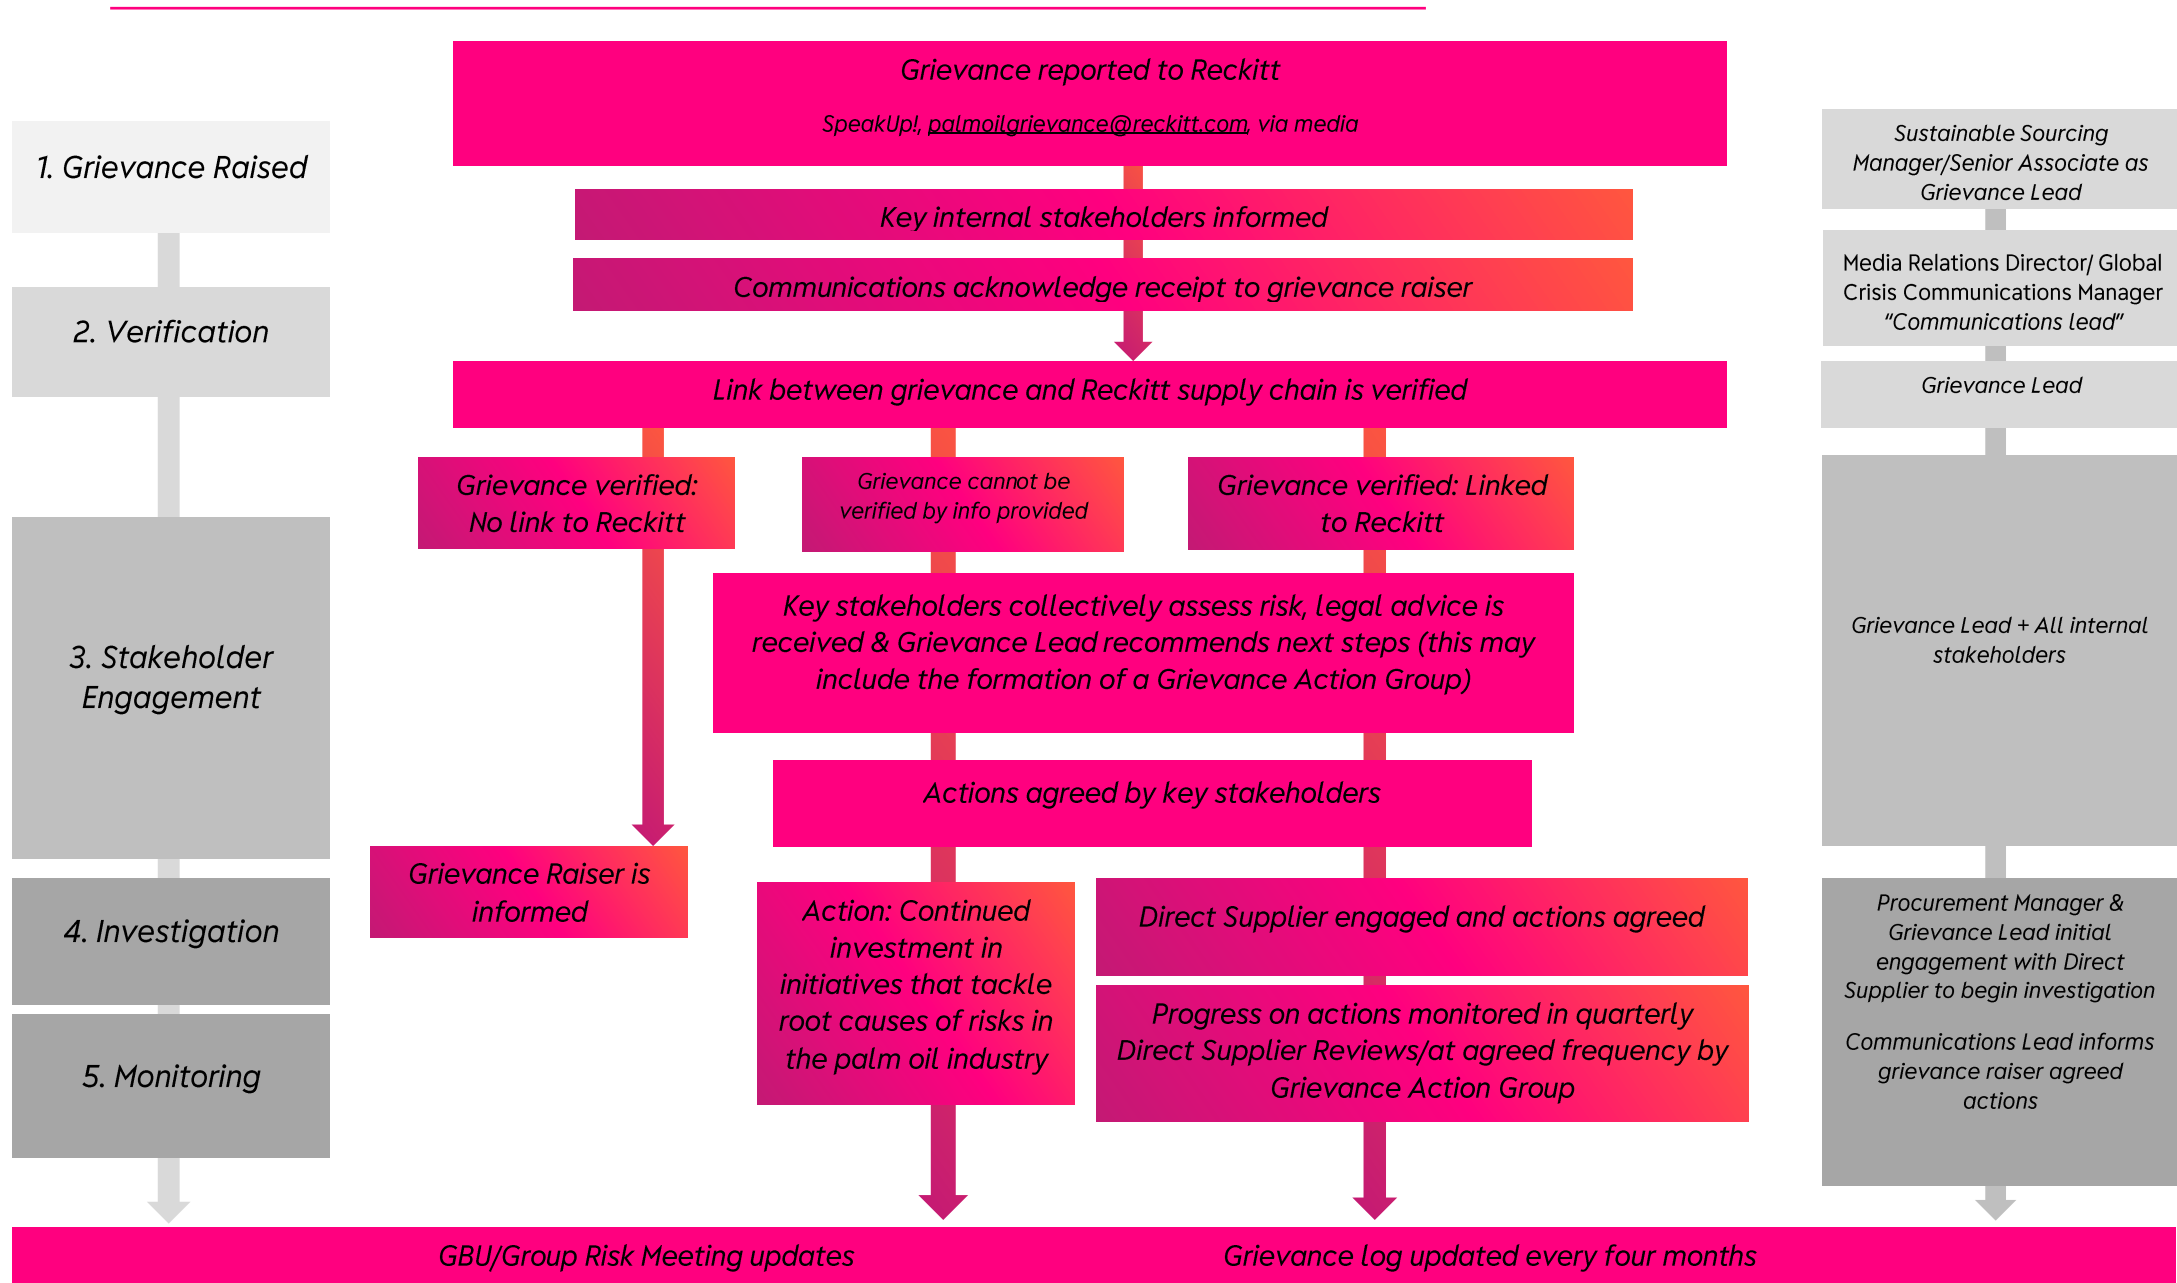 Grievance reported to Reckitt
SpeakUp!, palmoilgrievance@reckitt.com, via media
1. Grievance Raised
Sustainable Sourcing
Manager/Senior Associate as
Grievance Lead
Key internal stakeholders informed
Communications acknowledge receipt to grievance raiser
Media Relations Director/ Global
Crisis Communications Manager
“Communications lead”
2. Verification
Link between grievance and Reckitt supply chain is verified
Grievance Lead
Grievance verified:
No link to Reckitt
Grievance cannot be
verified by info provided
Grievance verified: Linked
to Reckitt
3. Stakeholder
Engagement
Key stakeholders collectively assess risk, legal advice is
received & Grievance Lead recommends next steps (this may
include the formation of a Grievance Action Group)
Grievance Lead + All internal
stakeholders
Actions agreed by key stakeholders
Grievance Raiser is
informed
4. Investigation
Action: Continued
investment in
initiatives that tackle
root causes of risks in
the palm oil industry
Direct Supplier engaged and actions agreed
Procurement Manager &
Grievance Lead initial
engagement with Direct
Supplier to begin investigation
Communications Lead informs
grievance raiser agreed
actions
5. Monitoring
Progress on actions monitored in quarterly
Direct Supplier Reviews/at agreed frequency by
Grievance Action Group
GBU/Group Risk Meeting updates
Grievance log updated every four months